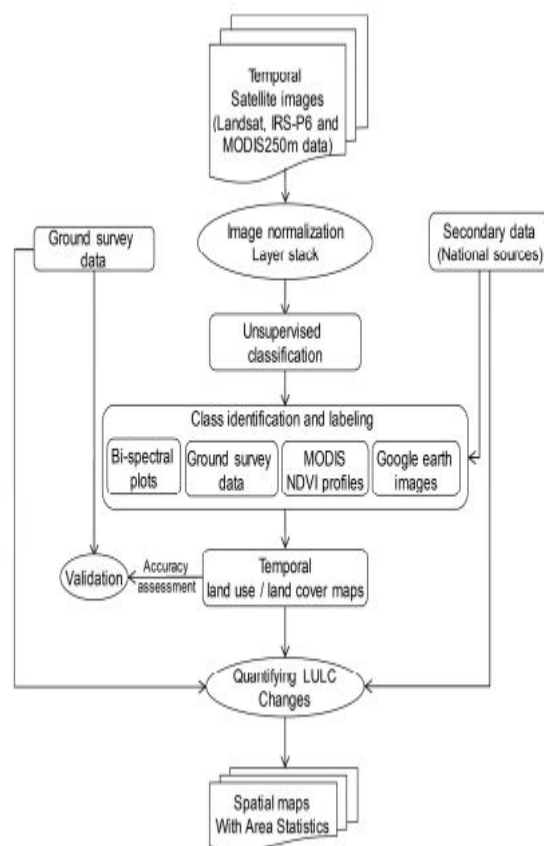 Temporal
Satellite images
(Landsat, IRS-P6 and
MODIS250m data)
Ground survey
data
Image normalization
Layer stack
Secondary data
(National sources)
Unsupervised
classification
Class identification and labeling
Bi-spectral
plots
Ground survey
data
MODIS
NDVI profiles
Google earth
images
Validation
Accuracy
assessment
Temporal
land use / land cover maps
Quantifying LULC
Changes
Spatial maps
With Area Statistics